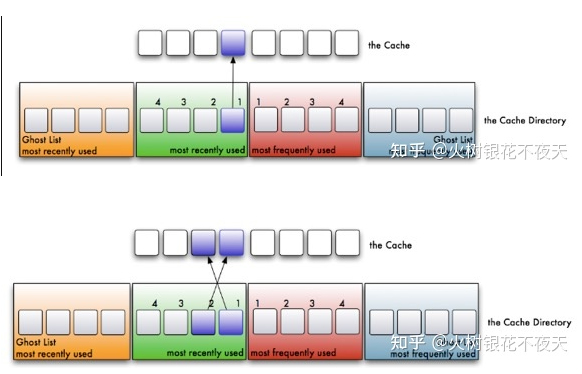 the Cache
4 3 2 1 1 2 3 4
the Cache Directory
Ghost List
most recently used
most recently used
most frequently used
Ghost List
most frequently used
知乎 @火树银花不夜天
the Cache
4 3 2 1 1 2 3 4
the Cache Directory
Ghost List
most recently used
most recently used
most frequently used
most frequently used
知乎 @火树银花不夜天